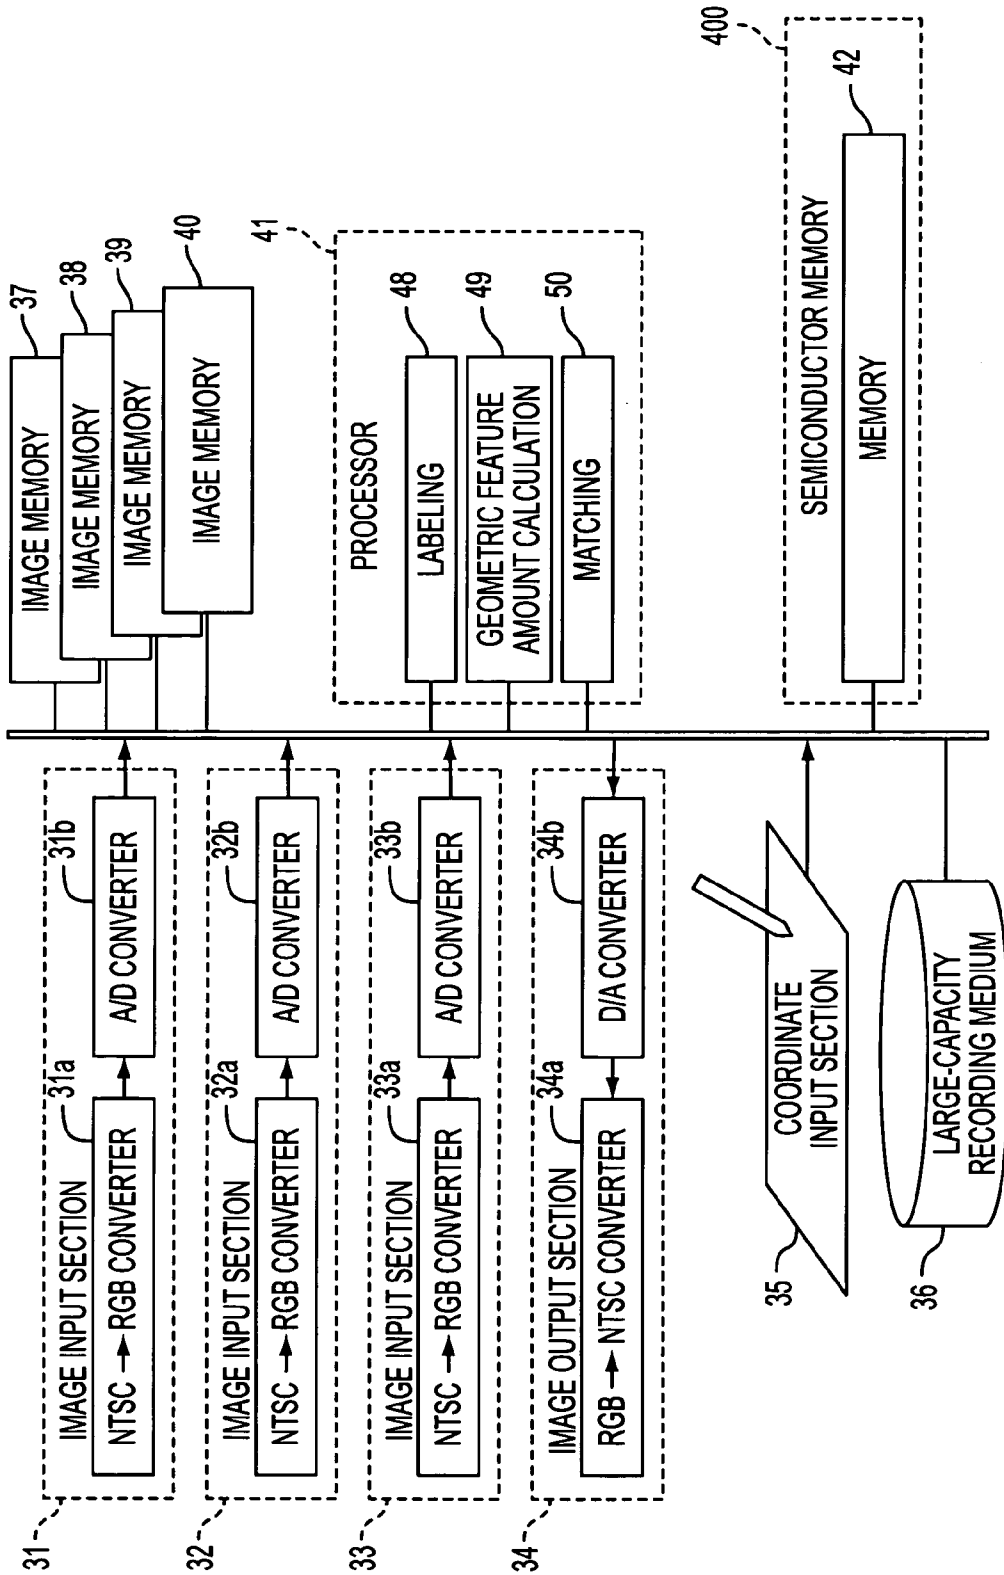 31
IMAGE INPUT SECTION
31a
31b
NTSC → RGB CONVERTER
A/D CONVERTER
32
IMAGE INPUT SECTION
32a
32b
NTSC → RGB CONVERTER
A/D CONVERTER
33
IMAGE INPUT SECTION
33a
33b
NTSC → RGB CONVERTER
A/D CONVERTER
34
IMAGE OUTPUT SECTION
34a
34b
RGB → NTSC CONVERTER
D/A CONVERTER
35
COORDINATE
INPUT SECTION
36
LARGE-CAPACITY
RECORDING MEDIUM
37
IMAGE MEMORY
38
IMAGE MEMORY
39
IMAGE MEMORY
40
IMAGE MEMORY
41
PROCESSOR
48
LABELING
49
GEOMETRIC FEATURE
AMOUNT CALCULATION
50
MATCHING
400
SEMICONDUCTOR MEMORY
42
MEMORY